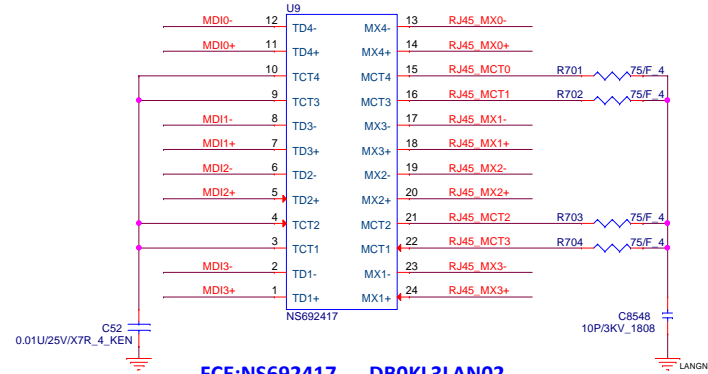 U9
MDI0- 12 TD4- MX4- 13 RJ45_MX0-
MDI0+ 11 TD4+ MX4+ 14 RJ45_MX0+
10 TCT4 MCT4 15 RJ45_MCT0 R701 75/F_4
9 TCT3 MCT3 16 RJ45_MCT1 R702 75/F_4
MDI1- 8 TD3- MX3- 17 RJ45_MX1-
MDI1+ 7 TD3+ MX3+ 18 RJ45_MX1+
MDI2- 6 TD2- MX2- 19 RJ45_MX2-
MDI2+ 5 TD2+ MX2+ 20 RJ45_MX2+
4 TCT2 MCT2 21 RJ45_MCT2 R703 75/F_4
3 TCT1 MCT1 22 RJ45_MCT3 R704 75/F_4
MDI3- 2 TD1- MX1- 23 RJ45_MX3-
MDI3+ 1 TD1+ MX1+ 24 RJ45_MX3+
NS692417 C8548
C52 10P/3KV_1808
0.01U/25V/X7R_4_KEN
LANGN
FCE:NS692417 DB0KL3LAN02